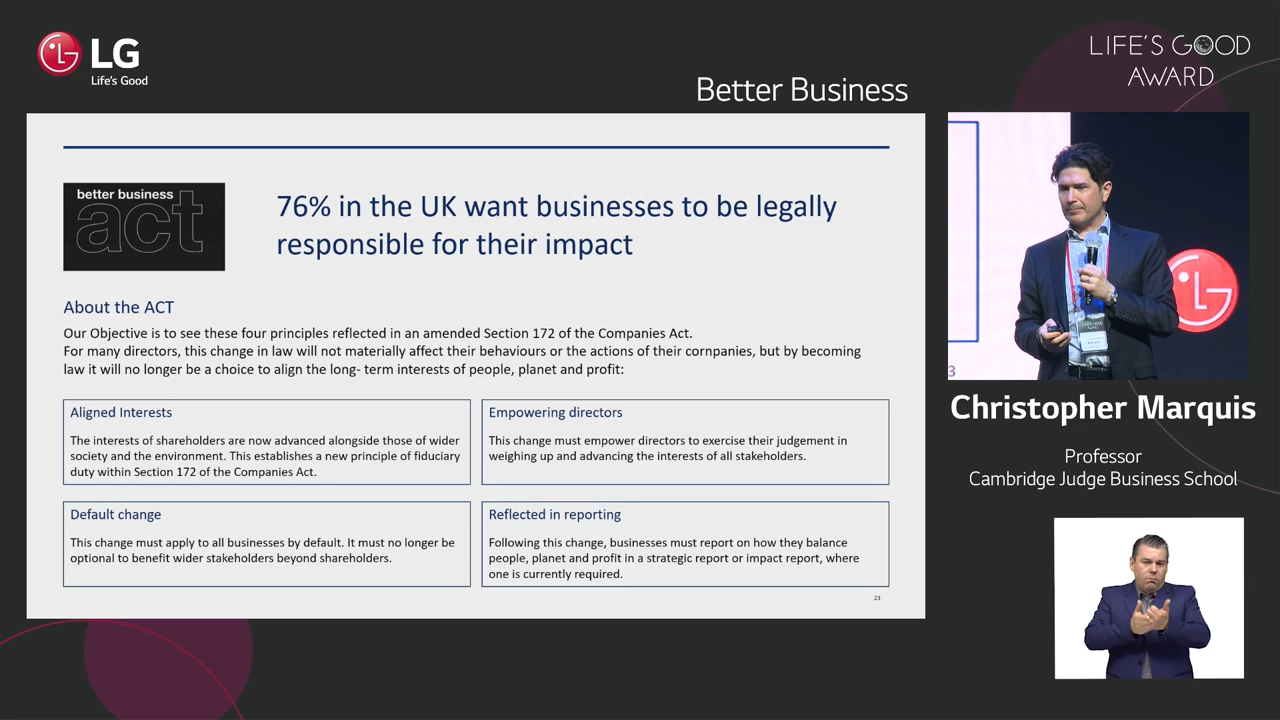 LG
Life's Good
LIFE'S GOOD
AWARD
Better Business
better business
act
76% in the UK want businesses to be legally
responsible for their impact
About the ACT
Our Objective is to see these four principles reflected in an amended Section 172 of the Companies Act.
For many directors, this change in law will not materially affect their behaviours or the actions of their cornpanies, but by becoming
law it will no longer be a choice to align the long- term interests of people, planet and profit:
Aligned Interests
The interests of shareholders are now advanced alongside those of wider
society and the environment. This establishes a new principle of fiduciary
duty within Section 172 of the Companies Act.
Empowering directors
This change must empower directors to exercise their judgement in
weighing up and advancing the interests of all stakeholders.
Default change
This change must apply to all businesses by default. It must no longer be
optional to benefit wider stakeholders beyond shareholders.
Reflected in reporting
Following this change, businesses must report on how they balance
people, planet and profit in a strategic report or impact report, where
one is currently required.
23
3
LIFE'S GOOD
Christopher Marquis
Professor
Cambridge Judge Business School